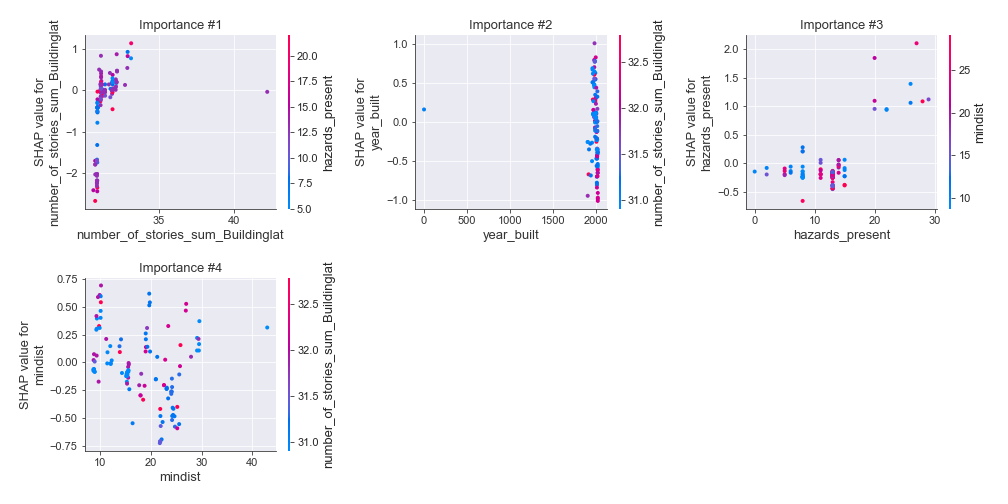 Importance #1
SHAP value for
number_of_stories_sum_Buildinglat
1
0
−1
−2
35
40
number_of_stories_sum_Buildinglat
20.0
17.5
15.0
12.5
10.0
7.5
5.0
hazards_present
Importance #2
SHAP value for
year_built
1.0
0.5
0.0
−0.5
−1.0
0
500
1000
1500
2000
year_built
32.5
32.0
31.5
31.0
number_of_stories_sum_Buildinglat
Importance #3
SHAP value for
hazards_present
2.0
1.5
1.0
0.5
0.0
−0.5
0
10
20
30
hazards_present
25
20
15
10
mindist
Importance #4
SHAP value for
mindist
0.75
0.50
0.25
0.00
−0.25
−0.50
−0.75
10
20
30
40
mindist
32.5
32.0
31.5
31.0
number_of_stories_sum_Buildinglat